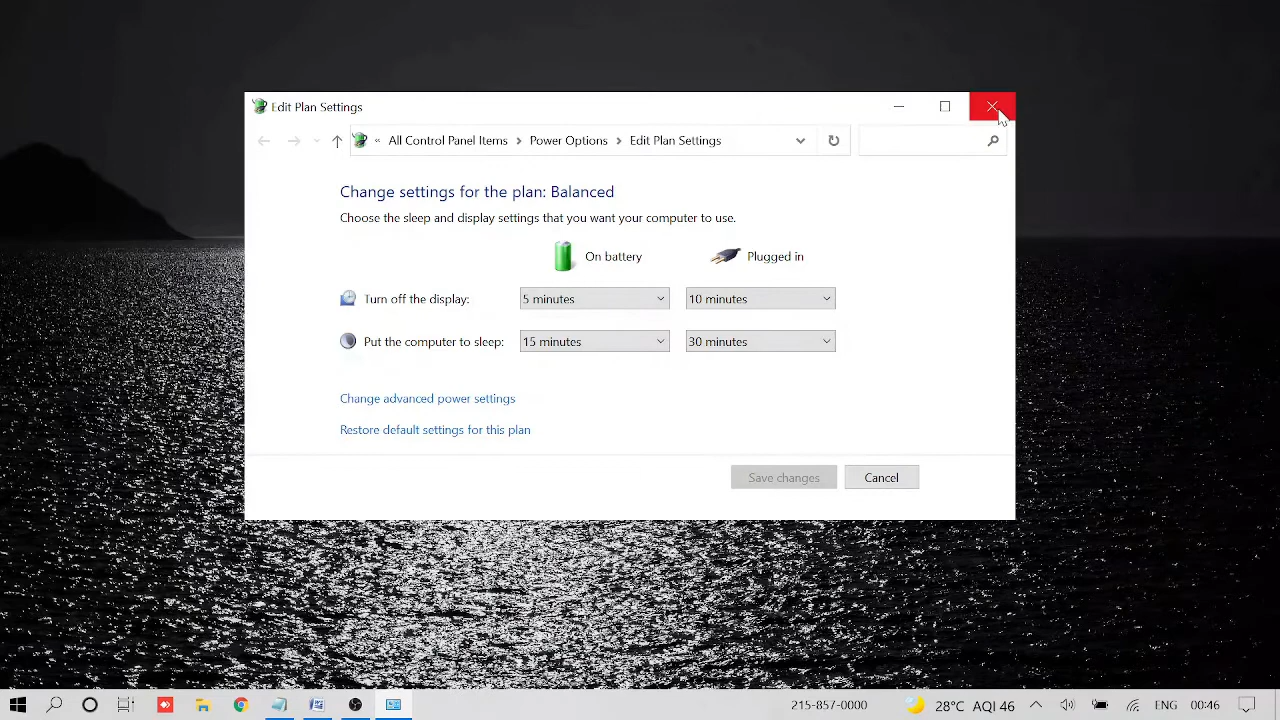 Edit Plan Settings
« All Control Panel Items > Power Options > Edit Plan Settings
Change settings for the plan: Balanced
Choose the sleep and display settings that you want your computer to use.
On battery Plugged in
Turn off the display: 5 minutes 10 minutes
Put the computer to sleep: 15 minutes 30 minutes
Change advanced power settings
Restore default settings for this plan
Save changes Cancel
215-857-0000 28°C AQI 46 ENG 00:46